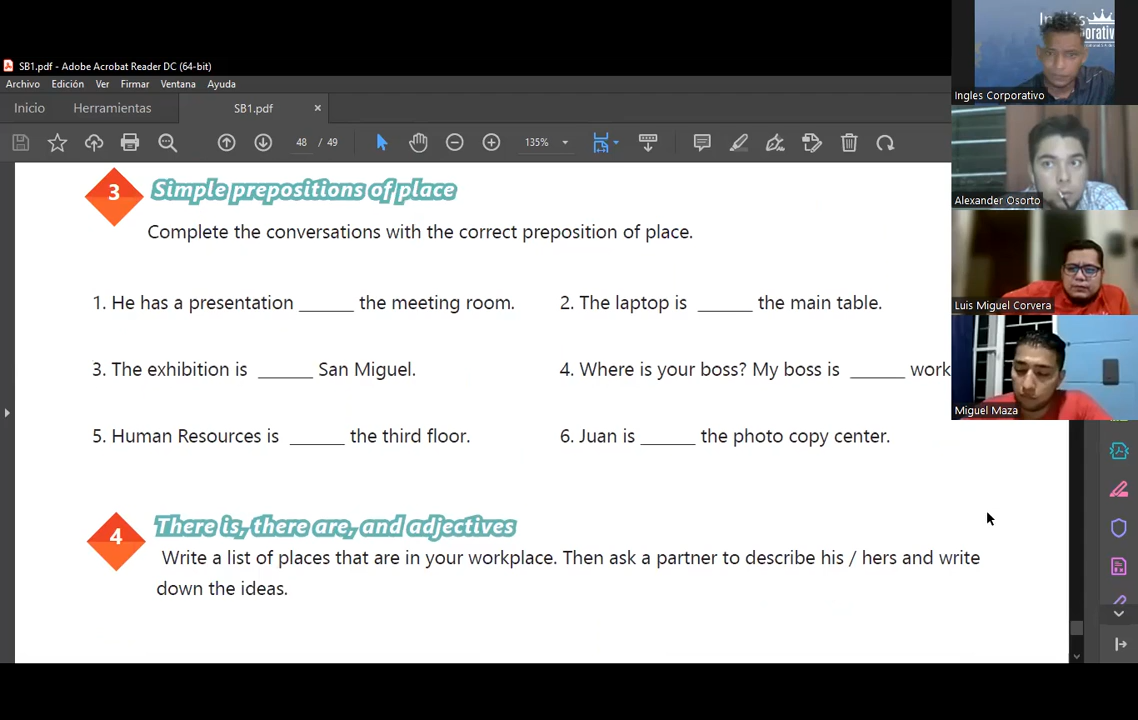 SB1.pdf - Adobe Acrobat Reader DC (64-bit)
Archivo Edición Ver Firmar Ventana Ayuda
Inicio Herramientas SB1.pdf ×
48 / 49 135%
3 Simple prepositions of place
Complete the conversations with the correct preposition of place.
1. He has a presentation ______ the meeting room. 2. The laptop is ______ the main table.
3. The exhibition is ______ San Miguel. 4. Where is your boss? My boss is ______ work
5. Human Resources is ______ the third floor. 6. Juan is ______ the photo copy center.
4 There is, there are, and adjectives
Write a list of places that are in your workplace. Then ask a partner to describe his / hers and write
down the ideas.
Ingles Corporativo
Alexander Osorto
Luis Miguel Corvera
Miguel Maza